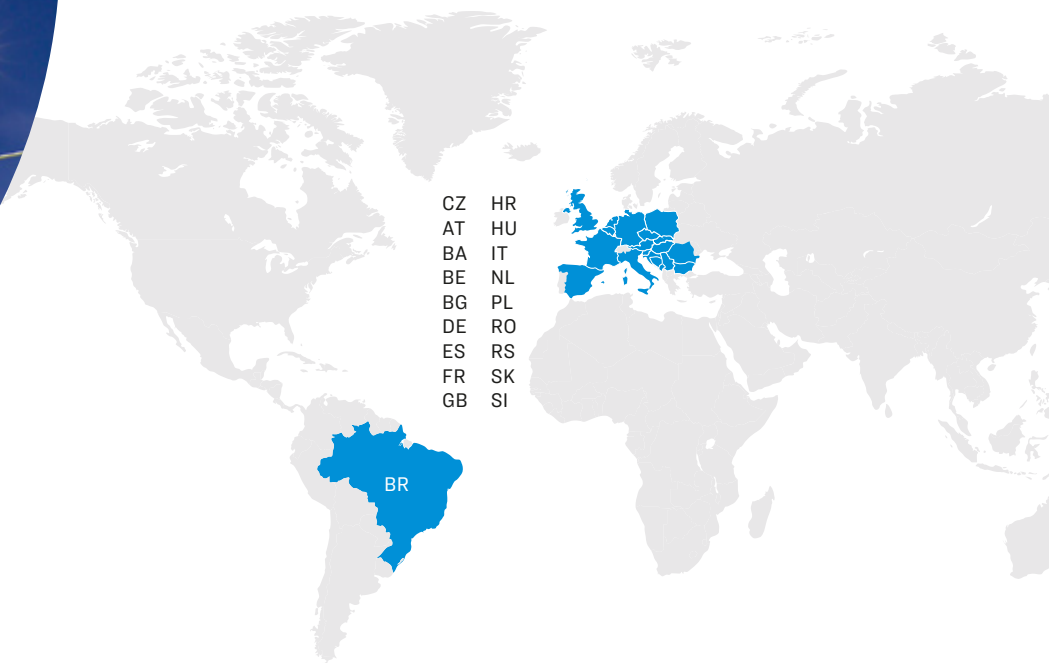 CZ HR
AT HU
BA IT
BE NL
BG PL
DE RO
ES RS
FR SK
GB SI
BR